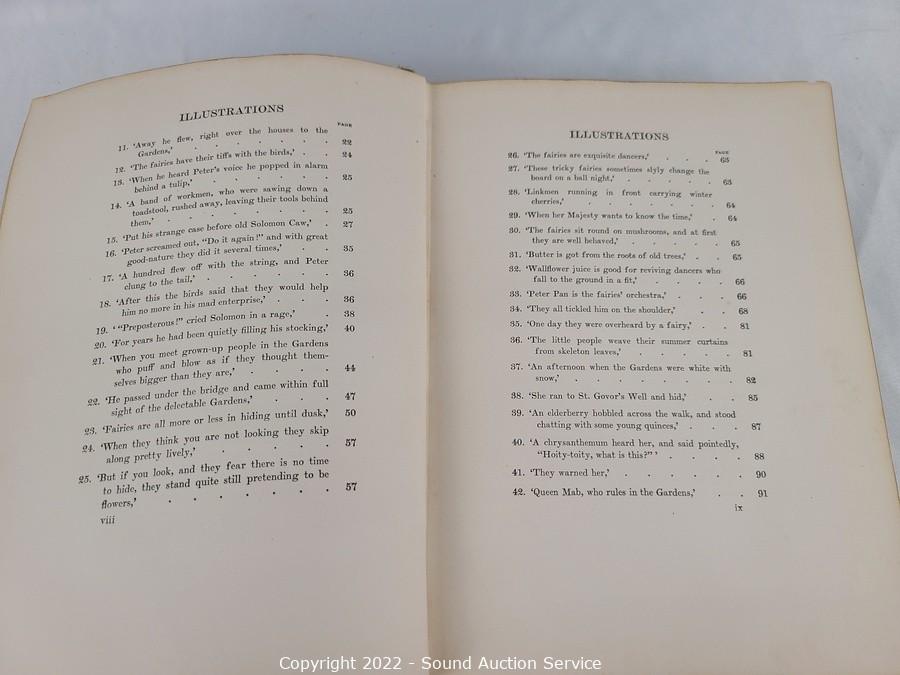 ILLUSTRATIONS
PAGE
11. 'Away he flew, right over the houses to the
Gardens,' . . . . . . 22
12. 'The fairies have their tiffs with the birds,' . . 24
13. 'When he heard Peter's voice he popped in alarm
behind a tulip,' . . . . . . 25
14. 'A band of workmen, who were sawing down a
toadstool, rushed away, leaving their tools behind
them,' . . . . . . . 25
15. 'Put his strange case before old Solomon Caw,' . 27
16. 'Peter screamed out, "Do it again!" and with great
good-nature they did it several times,' . . 35
17. 'A hundred flew off with the string, and Peter
clung to the tail,' . . . . . 36
18. 'After this the birds said that they would help
him no more in his mad enterprise,' . . 36
19. ' "Preposterous!" cried Solomon in a rage,' . 38
20. 'For years he had been quietly filling his stocking,' 40
21. 'When you meet grown-up people in the Gardens
who puff and blow as if they thought them-
selves bigger than they are,' . . . . 44
22. 'He passed under the bridge and came within full
sight of the delectable Gardens,' . . . 47
23. 'Fairies are all more or less in hiding until dusk,' 50
24. 'When they think you are not looking they skip
along pretty lively,' . . . . . 57
25. 'But if you look, and they fear there is no time
to hide, they stand quite still pretending to be
flowers,' . . . . . . . 57
viii
ILLUSTRATIONS
PAGE
26. 'The fairies are exquisite dancers,' . . . 63
27. 'These tricky fairies sometimes slyly change the
board on a ball night,' . . . . . 63
28. 'Linkmen running in front carrying winter
cherries,' . . . . . . . 64
29. 'When her Majesty wants to know the time,' . 64
30. 'The fairies sit round on mushrooms, and at first
they are well behaved,' . . . . . 65
31. 'Butter is got from the roots of old trees,' . . 65
32. 'Wallflower juice is good for reviving dancers who
fall to the ground in a fit,' . . . . 66
33. 'Peter Pan is the fairies' orchestra,' . . . 66
34. 'They all tickled him on the shoulder,' . . 68
35. 'One day they were overheard by a fairy,' . . 81
36. 'The little people weave their summer curtains
from skeleton leaves,' . . . . . 81
37. 'An afternoon when the Gardens were white with
snow,' . . . . . . . . 82
38. 'She ran to St. Govor's Well and hid,' . . 85
39. 'An elderberry hobbled across the walk, and stood
chatting with some young quinces,' . . . 87
40. 'A chrysanthemum heard her, and said pointedly,
"Hoity-toity, what is this?" ' . . . . 88
41. 'They warned her,' . . . . . . 90
42. 'Queen Mab, who rules in the Gardens,' . . 91
ix
Copyright 2022 - Sound Auction Service